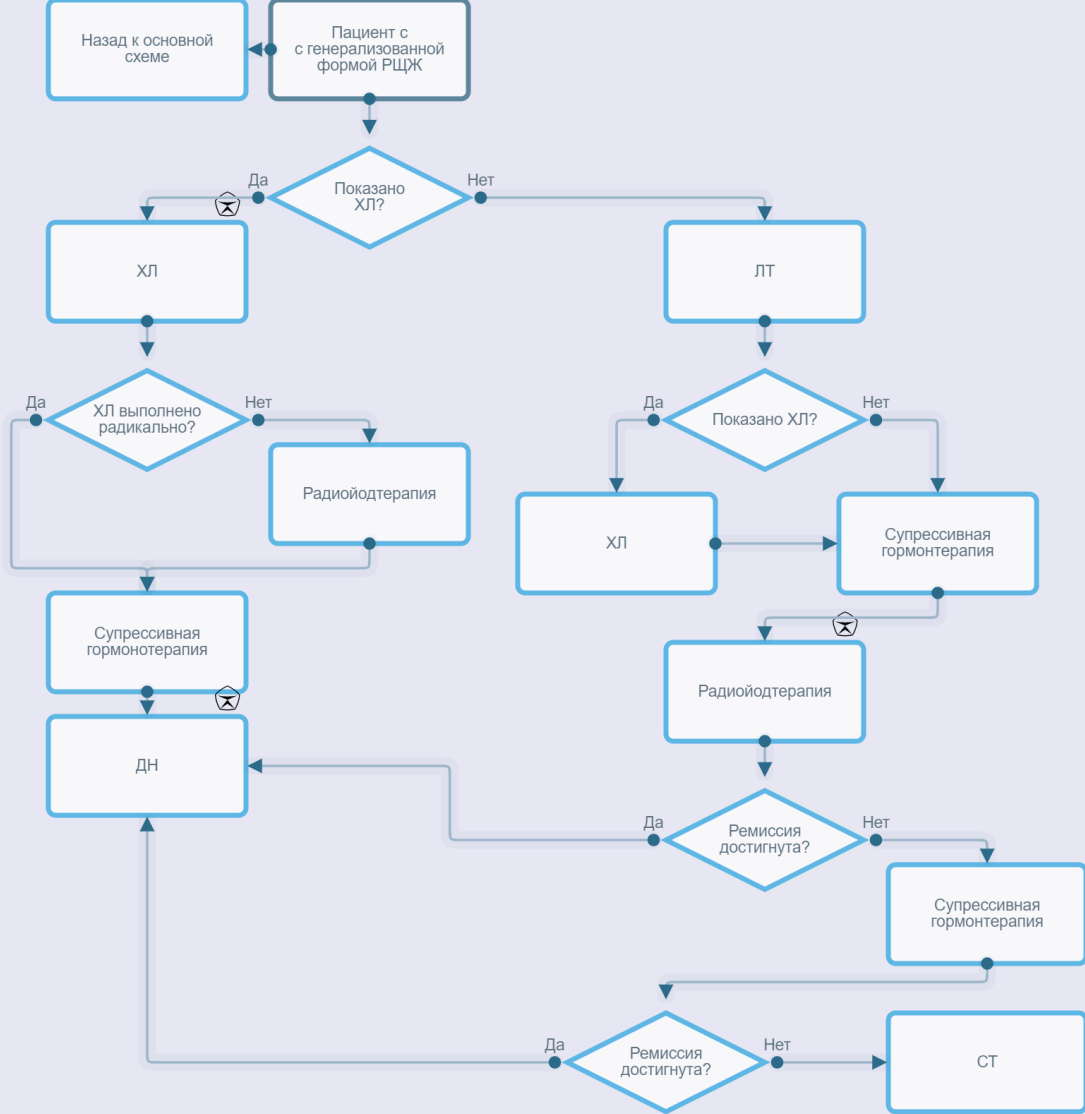 Назад к основной
схеме
Пациент с
с генерализованной
формой РЩЖ
Да
Показано
ХЛ?
Нет
ХЛ
ЛТ
Да
ХЛ выполнено
радикально?
Нет
Да
Показано ХЛ?
Нет
Радиойодтерапия
ХЛ
Супрессивная
гормонтерапия
Супрессивная
гормонотерапия
Радиойодтерапия
ДН
Да
Ремиссия
достигнута?
Нет
Супрессивная
гормонтерапия
Да
Ремиссия
достигнута?
Нет
СТ